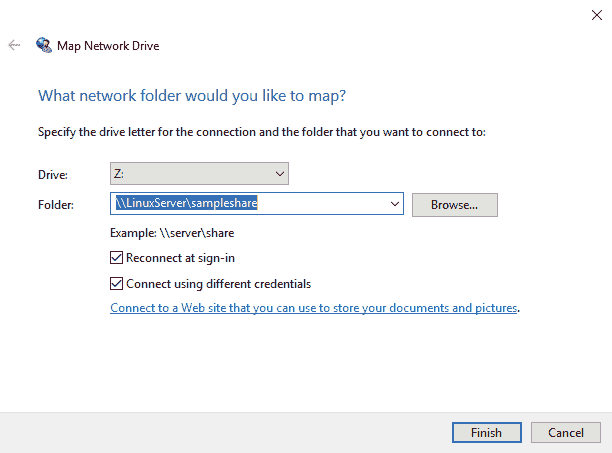 Map Network Drive
What network folder would you like to map?
Specify the drive letter for the connection and the folder that you want to connect to:
Drive: Z:
Folder: \\LinuxServer\sampleshare Browse...
Example: \\server\share
Reconnect at sign-in
Connect using different credentials
Connect to a Web site that you can use to store your documents and pictures.
Finish Cancel